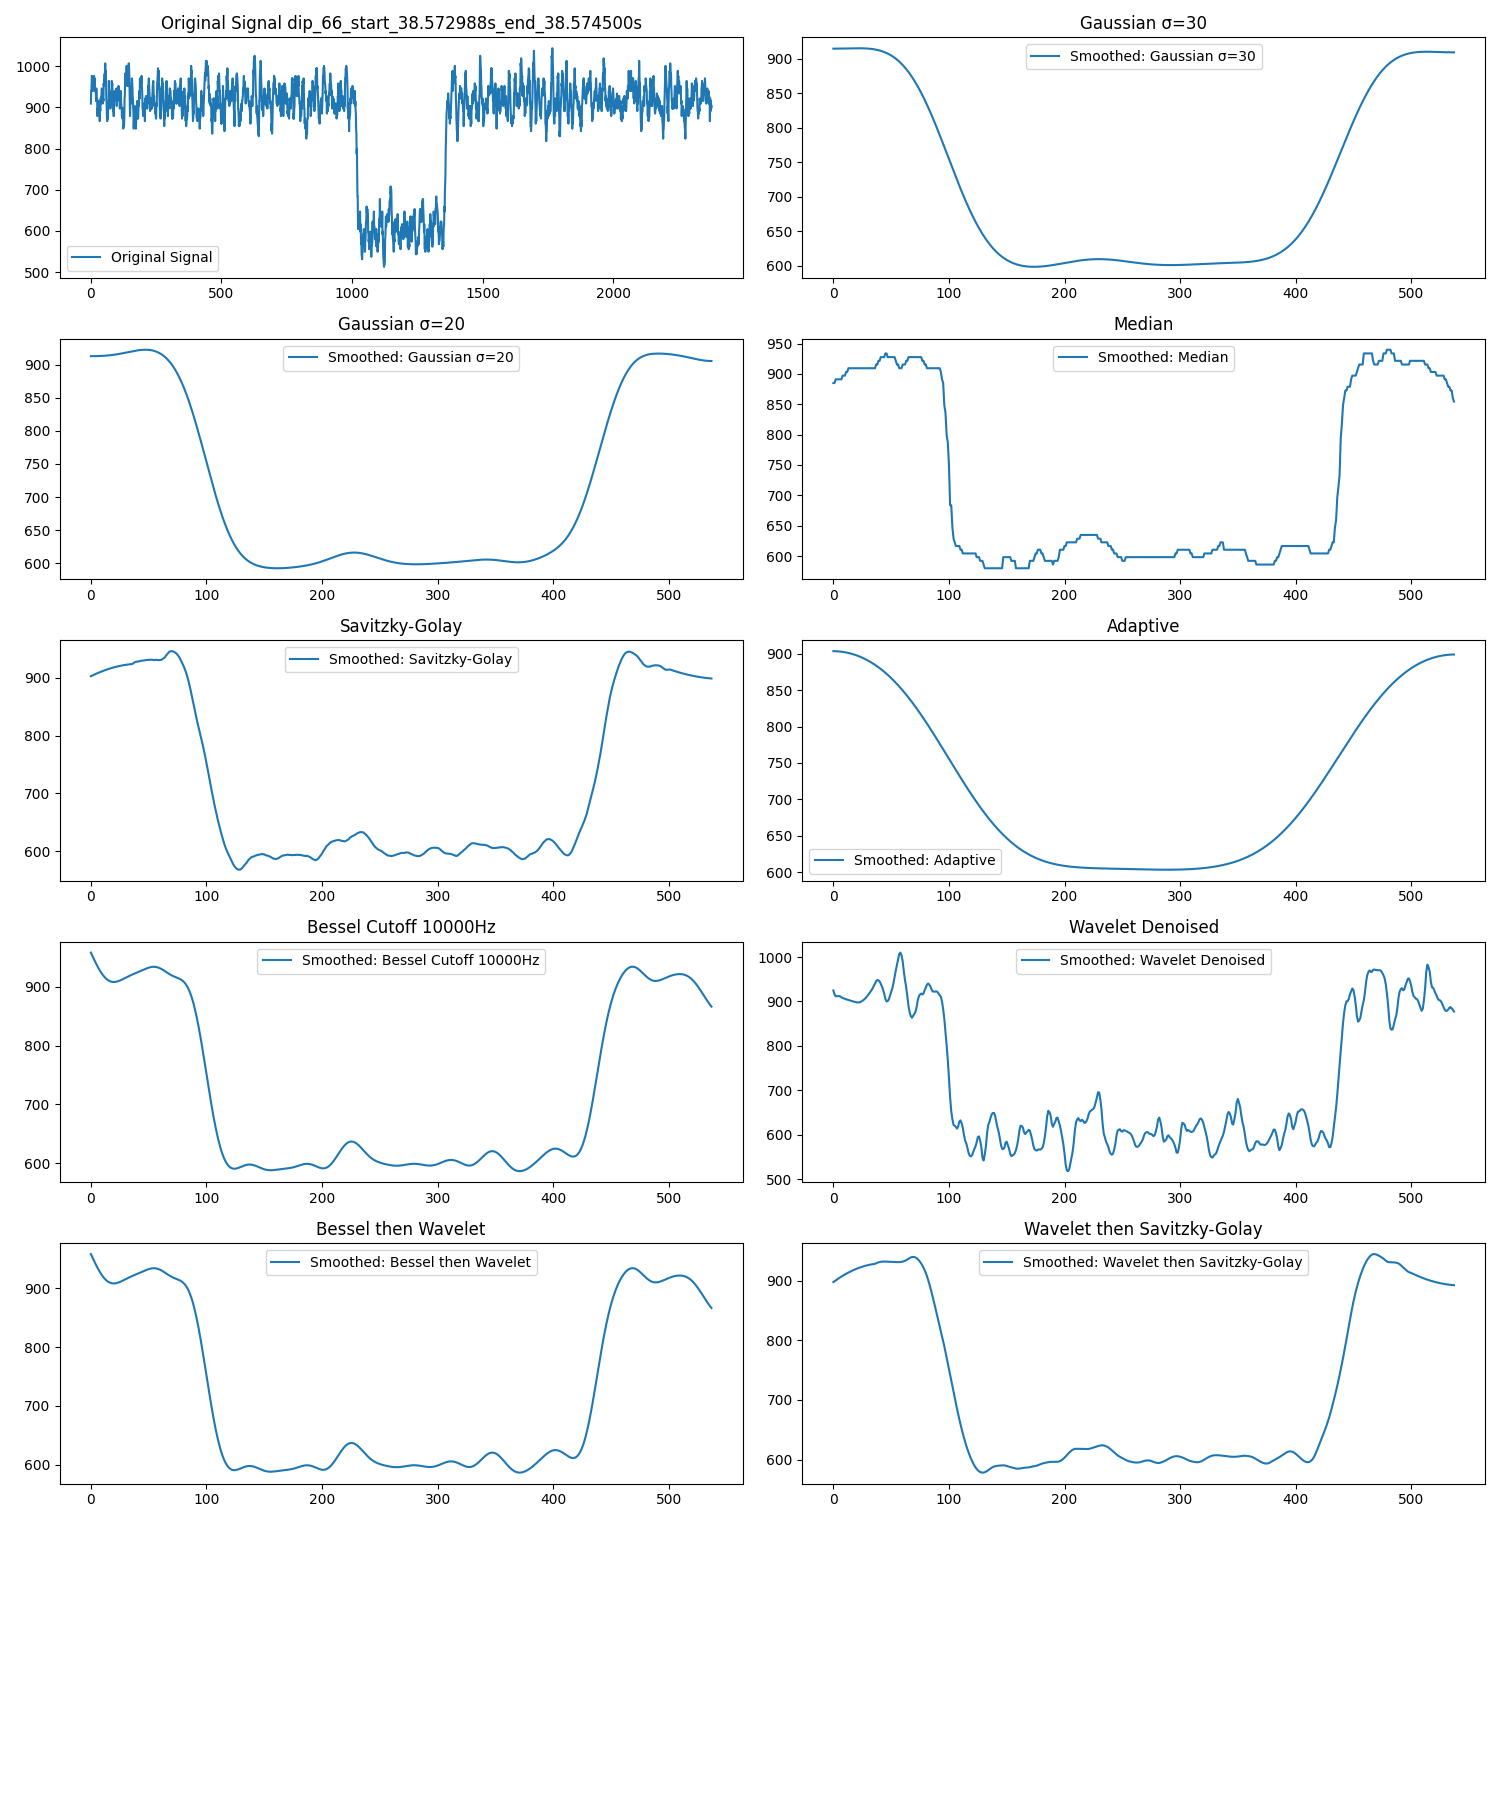 Original Signal dip_66_start_38.572988s_end_38.574500s
1000
900
800
700
600
500
Original Signal
0 500 1000 1500 2000
Gaussian σ=30
900
850
800
750
700
650
600
Smoothed: Gaussian σ=30
0 100 200 300 400 500
Gaussian σ=20
900
850
800
750
700
650
600
Smoothed: Gaussian σ=20
0 100 200 300 400 500
Median
950
900
850
800
750
700
650
600
Smoothed: Median
0 100 200 300 400 500
Savitzky-Golay
900
800
700
600
Smoothed: Savitzky-Golay
0 100 200 300 400 500
Adaptive
900
850
800
750
700
650
600
Smoothed: Adaptive
0 100 200 300 400 500
Bessel Cutoff 10000Hz
900
800
700
600
Smoothed: Bessel Cutoff 10000Hz
0 100 200 300 400 500
Wavelet Denoised
1000
900
800
700
600
500
Smoothed: Wavelet Denoised
0 100 200 300 400 500
Bessel then Wavelet
900
800
700
600
Smoothed: Bessel then Wavelet
0 100 200 300 400 500
Wavelet then Savitzky-Golay
900
800
700
600
Smoothed: Wavelet then Savitzky-Golay
0 100 200 300 400 500